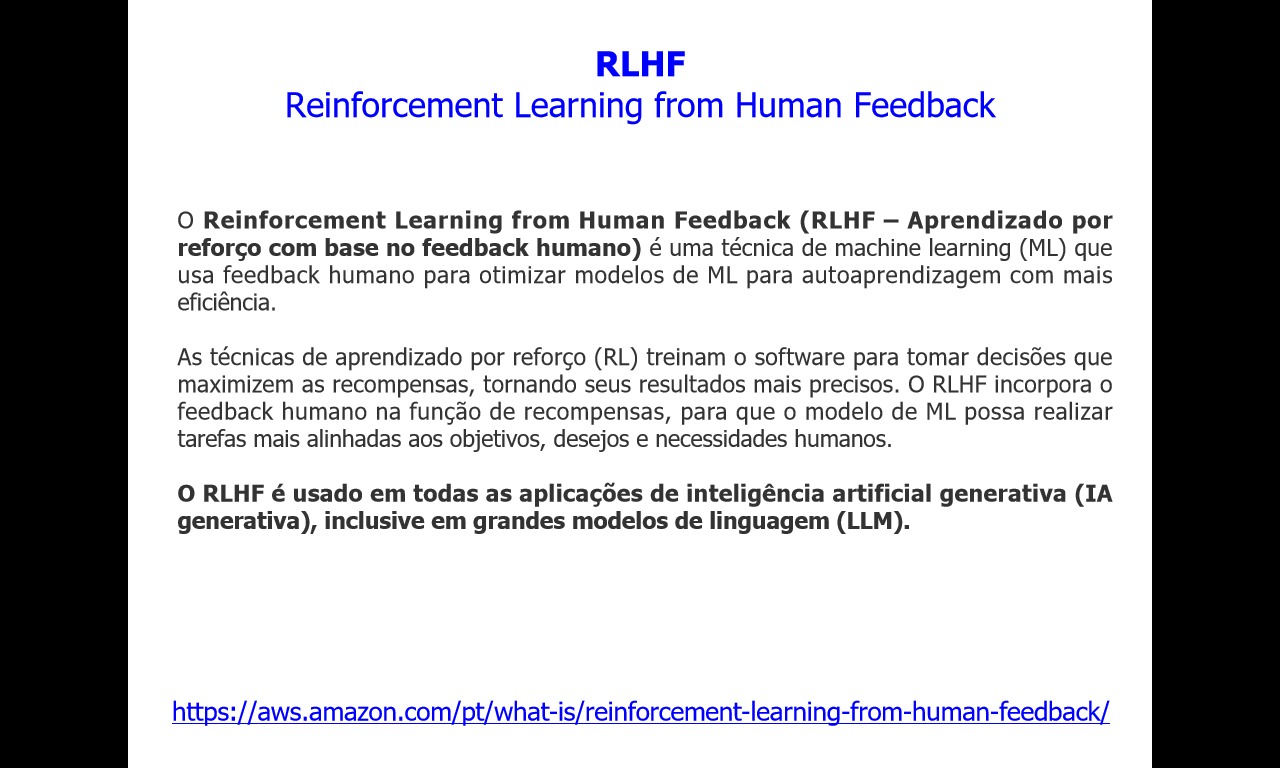 RLHF
Reinforcement Learning from Human Feedback
O Reinforcement Learning from Human Feedback (RLHF – Aprendizado por
reforço com base no feedback humano) é uma técnica de machine learning (ML) que
usa feedback humano para otimizar modelos de ML para autoaprendizagem com mais
eficiência.
As técnicas de aprendizado por reforço (RL) treinam o software para tomar decisões que
maximizem as recompensas, tornando seus resultados mais precisos. O RLHF incorpora o
feedback humano na função de recompensas, para que o modelo de ML possa realizar
tarefas mais alinhadas aos objetivos, desejos e necessidades humanos.
O RLHF é usado em todas as aplicações de inteligência artificial generativa (IA
generativa), inclusive em grandes modelos de linguagem (LLM).
https://aws.amazon.com/pt/what-is/reinforcement-learning-from-human-feedback/